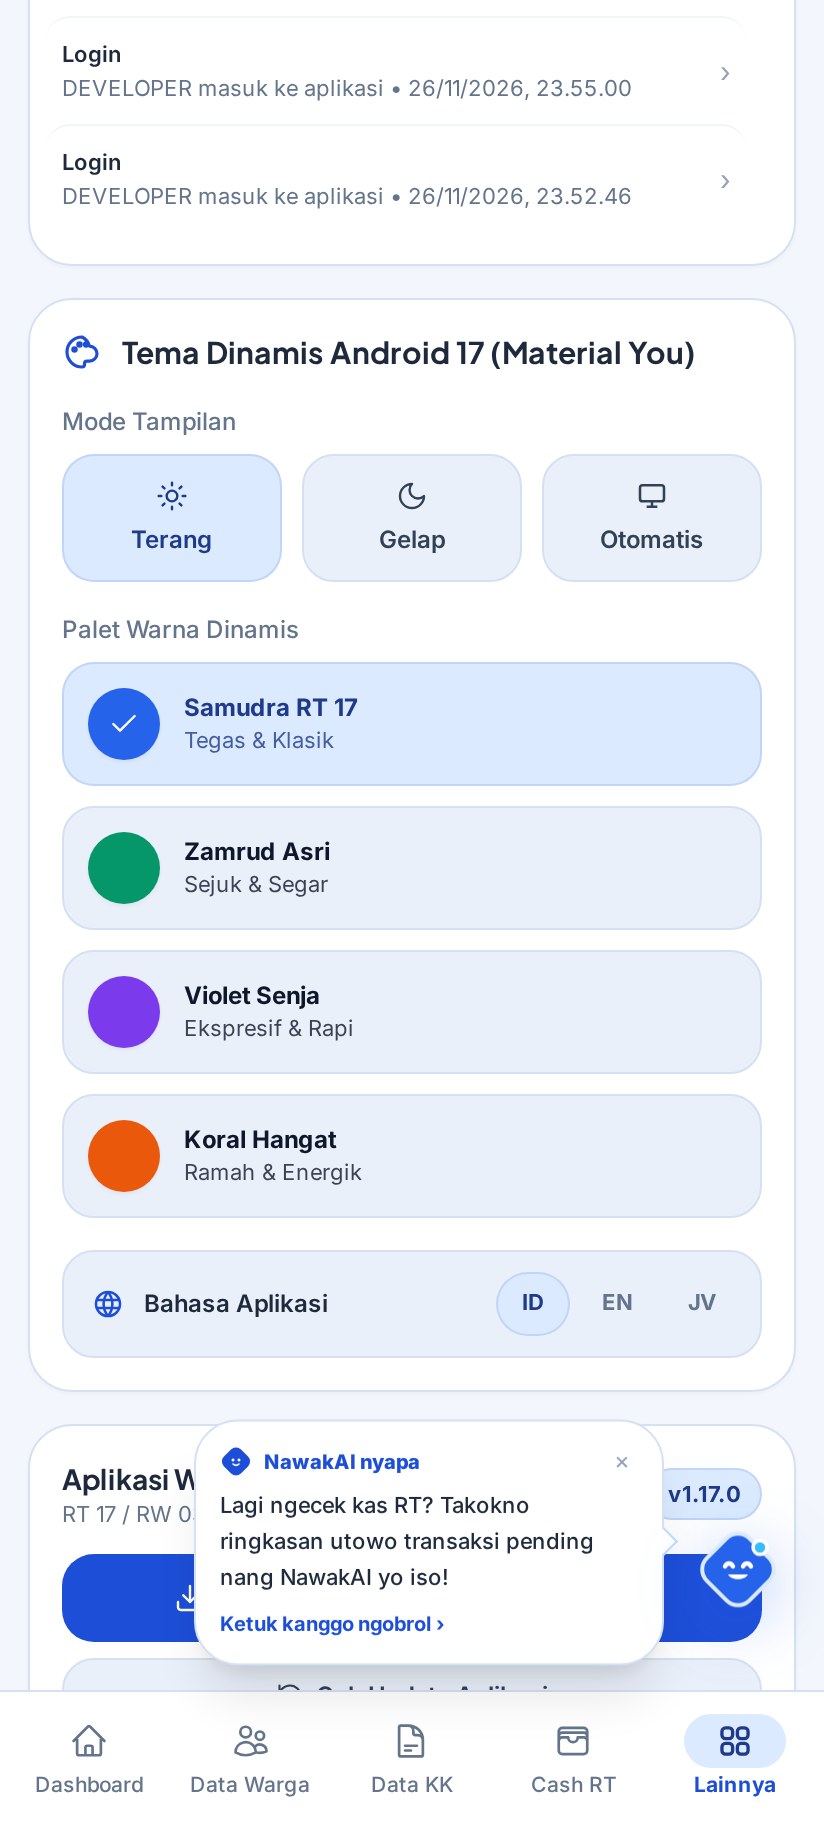 Login
DEVELOPER masuk ke aplikasi • 26/11/2026, 23.55.00
Login
DEVELOPER masuk ke aplikasi • 26/11/2026, 23.52.46
Tema Dinamis Android 17 (Material You)
Mode Tampilan
Terang
Gelap
Otomatis
Palet Warna Dinamis
Samudra RT 17
Tegas & Klasik
Zamrud Asri
Sejuk & Segar
Violet Senja
Ekspresif & Rapi
Koral Hangat
Ramah & Energik
Bahasa Aplikasi
ID
EN
JV
Aplikasi
v1.17.0
RT 17 / RW
NawakAI nyapa
Lagi ngecek kas RT? Takokno
ringkasan utowo transaksi pending
nang NawakAI yo iso!
Ketuk kanggo ngobrol ›
Dashboard
Data Warga
Data KK
Cash RT
Lainnya